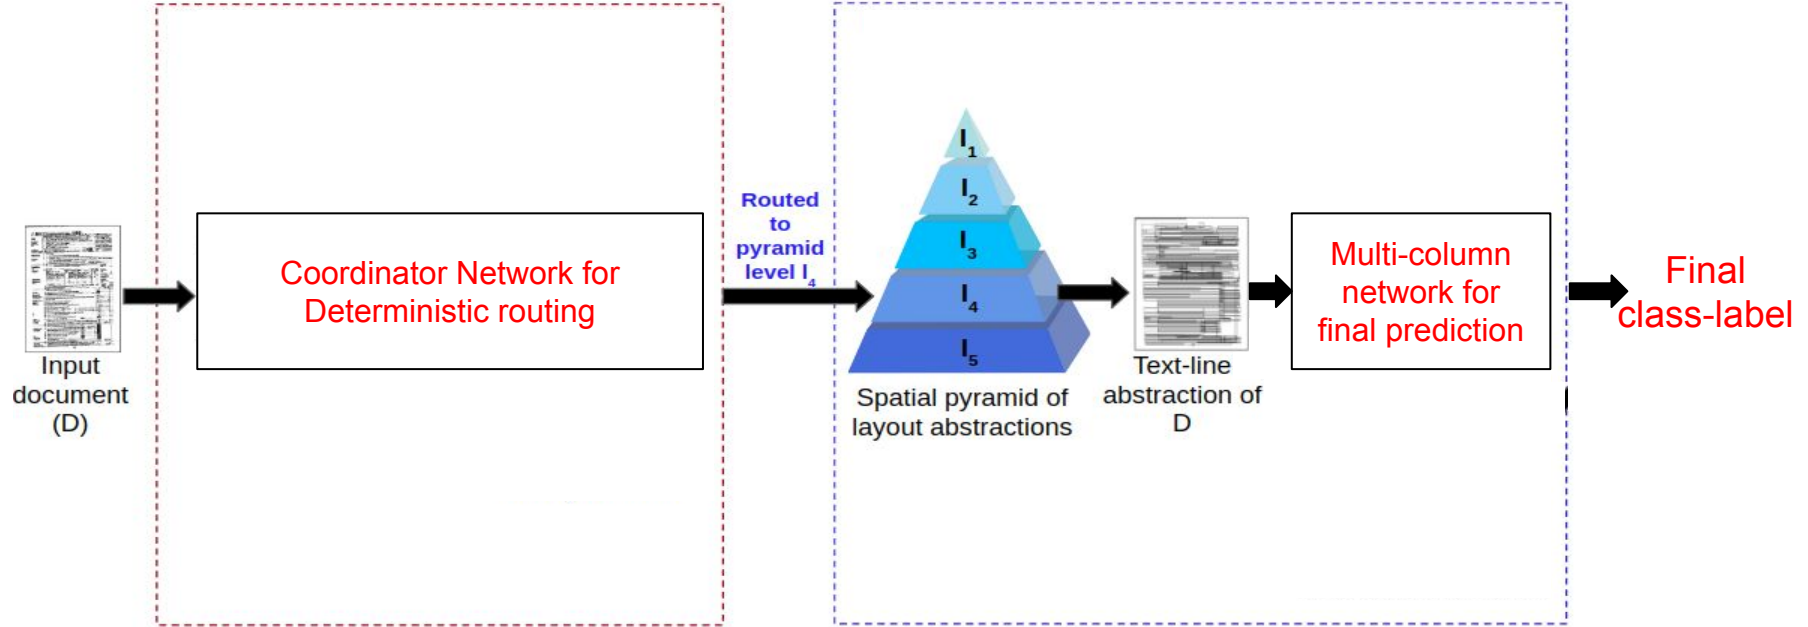 Input
document
(D)
Coordinator Network for
Deterministic routing
Routed
to
pyramid
level l4
l1
l2
l3
l4
l5
Spatial pyramid of
layout abstractions
Text-line
abstraction of
D
Multi-column
network for
final prediction
Final
class-label